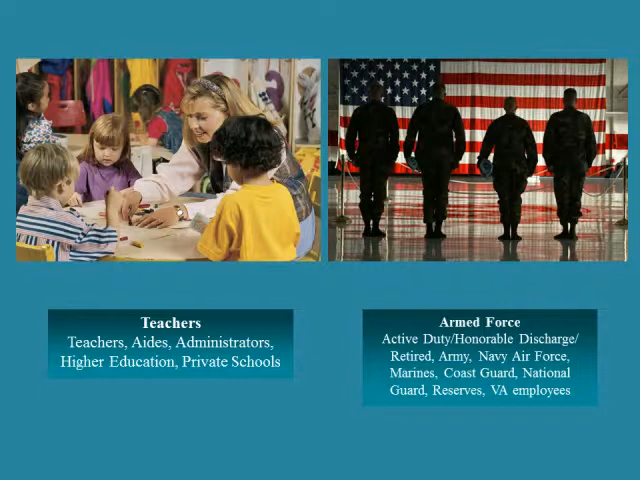 Teachers
Teachers, Aides, Administrators,
Higher Education, Private Schools
Armed Force
Active Duty/Honorable Discharge/
Retired, Army, Navy Air Force,
Marines, Coast Guard, National
Guard, Reserves, VA employees